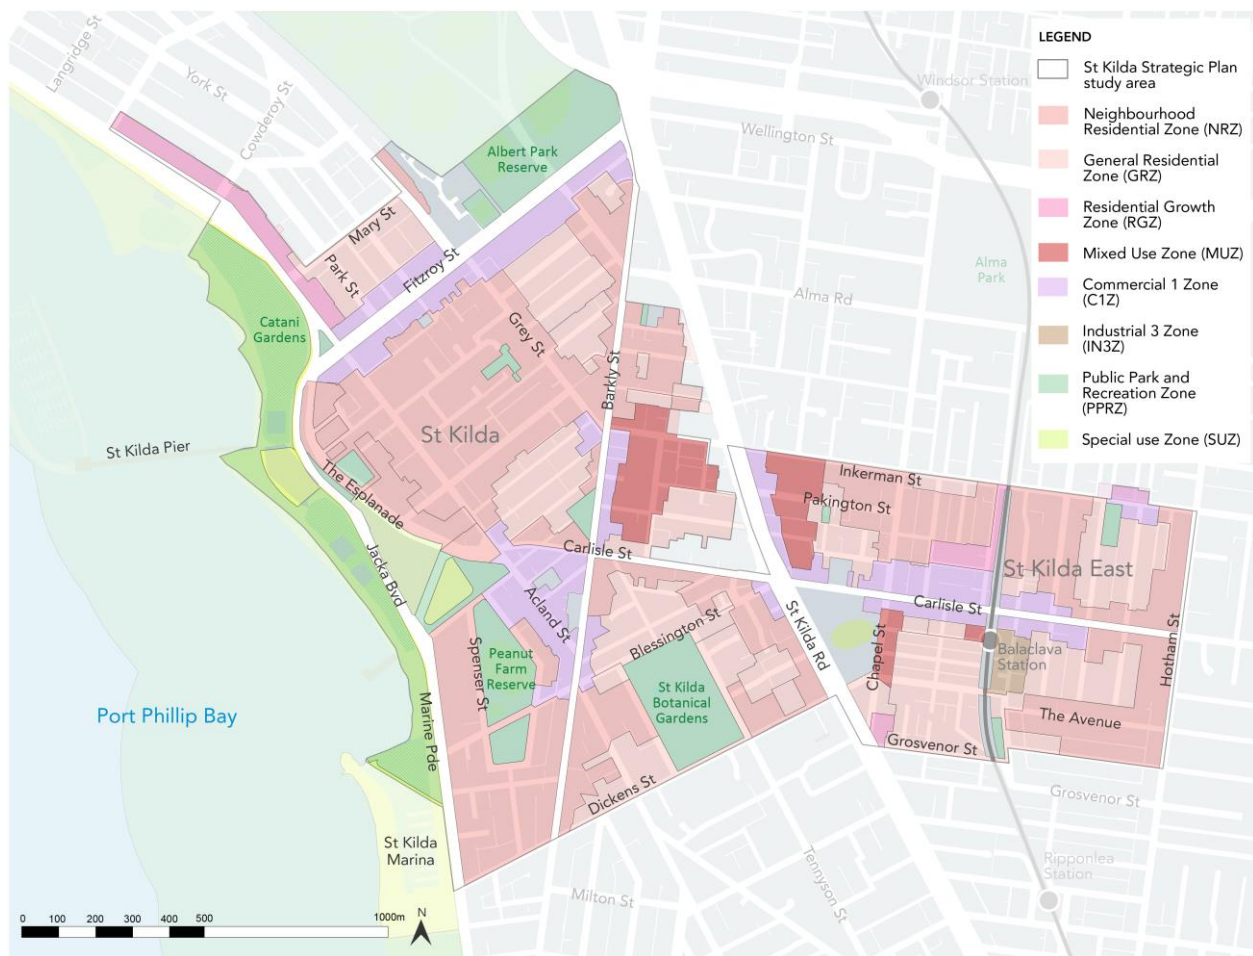 LEGEND
St Kilda Strategic Plan
study area
Neighbourhood
Residential Zone (NRZ)
General Residential
Zone (GRZ)
Residential Growth
Zone (RGZ)
Mixed Use Zone (MUZ)
Commercial 1 Zone
(C1Z)
Industrial 3 Zone
(IN3Z)
Public Park and
Recreation Zone
(PPRZ)
Special use Zone (SUZ)
Langridge St
York St
Cowderoy St
Windsor Station
Wellington St
Albert Park
Reserve
Mary St
Park St
Fitzroy St
Alma
Park
Alma Rd
Catani
Gardens
Grey St
Barkly St
St Kilda
St Kilda Pier
The Esplanade
Inkerman St
Pakington St
Jacka Bvd
Carlisle St
St Kilda East
Acland St
Carlisle St
Spenser St
Blessington St
St Kilda Rd
Chapel St
Hotham St
Balaclava
Station
Peanut
Farm
Reserve
St Kilda
Botanical
Gardens
Port Phillip Bay
Marine Pde
The Avenue
Grosvenor St
Dickens St
Grosvenor St
St Kilda
Marina
Milton St
Tennyson St
Ripponlea
Station
0 100 200 300 400 500 1000m
N